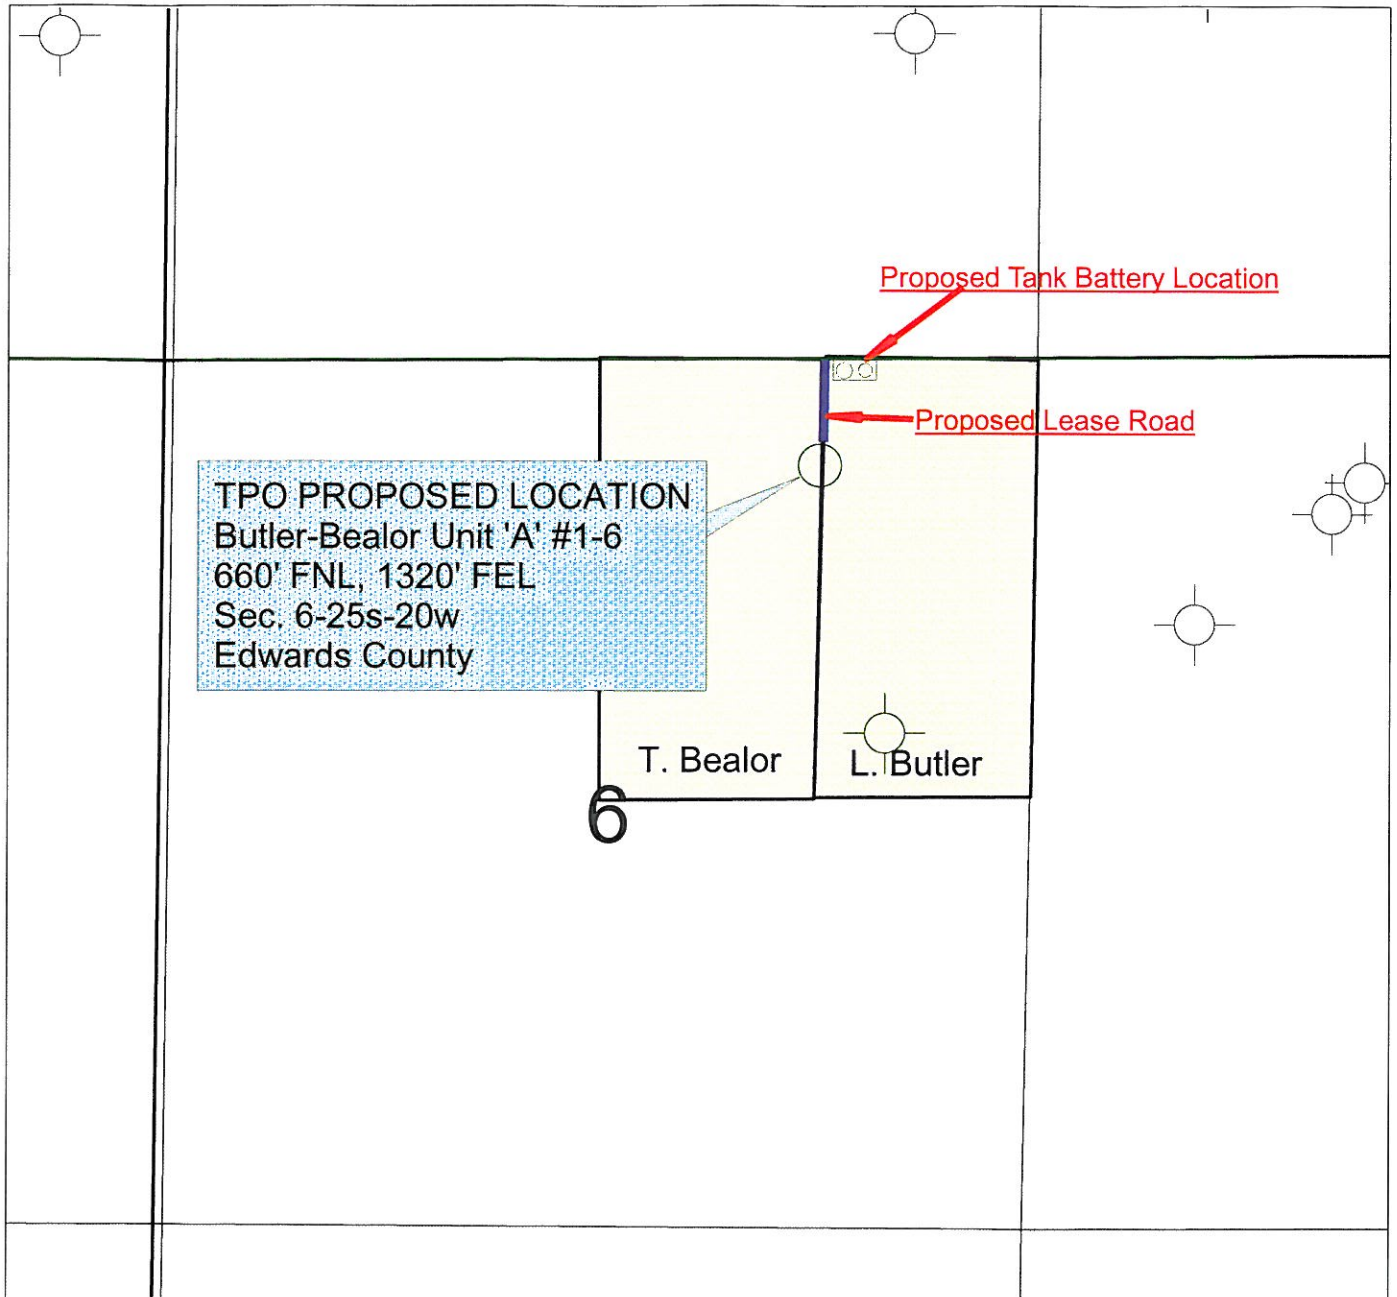 Proposed Tank Battery Location
Proposed Lease Road
TPO PROPOSED LOCATION
Butler-Bealor Unit 'A' #1-6
660' FNL, 1320' FEL
Sec. 6-25s-20w
Edwards County
T. Bealor
L. Butler
6